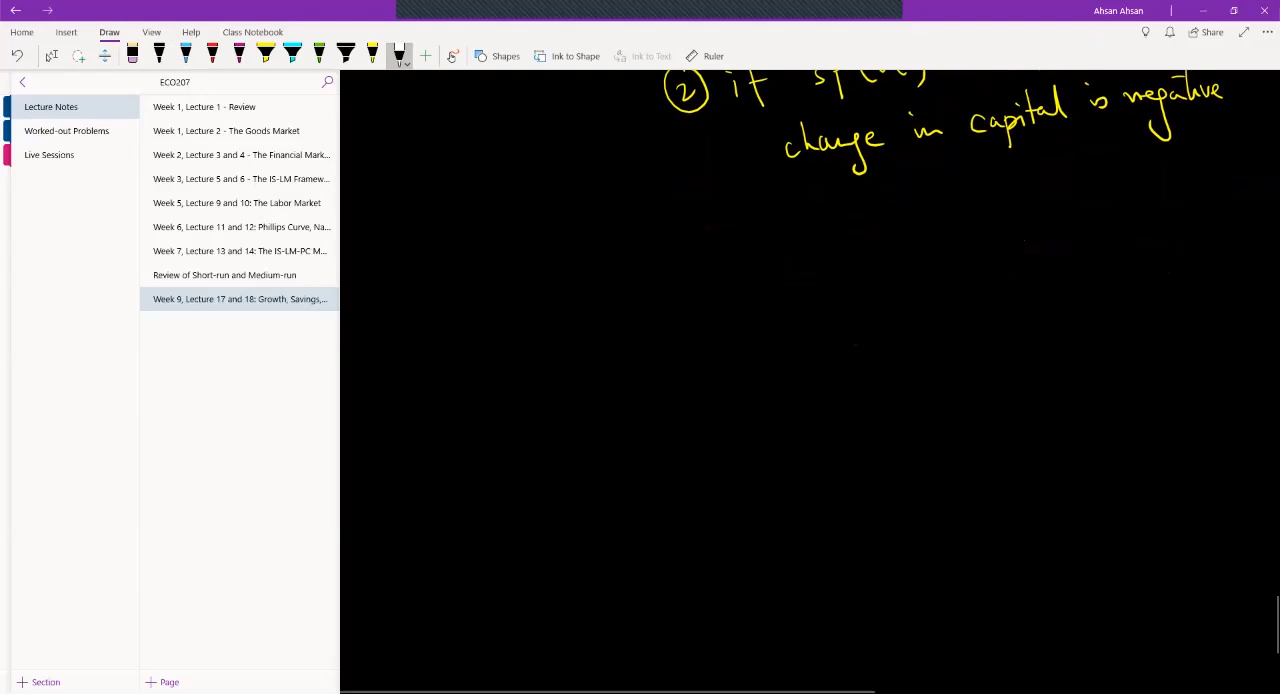 Ahsan Ahsan
Home Insert Draw View Help Class Notebook
Share
Shapes Ink to Shape Ink to Text Ruler
ECO207
Lecture Notes
Worked-out Problems
Live Sessions
Week 1, Lecture 1 - Review
Week 1, Lecture 2 - The Goods Market
Week 2, Lecture 3 and 4 - The Financial Mark...
Week 3, Lecture 5 and 6 - The IS-LM Framew...
Week 5, Lecture 9 and 10: The Labor Market
Week 6, Lecture 11 and 12: Phillips Curve, Na...
Week 7, Lecture 13 and 14: The IS-LM-PC M...
Review of Short-run and Medium-run
Week 9, Lecture 17 and 18: Growth, Savings,...
② if
change in capital is negative
Section
Page